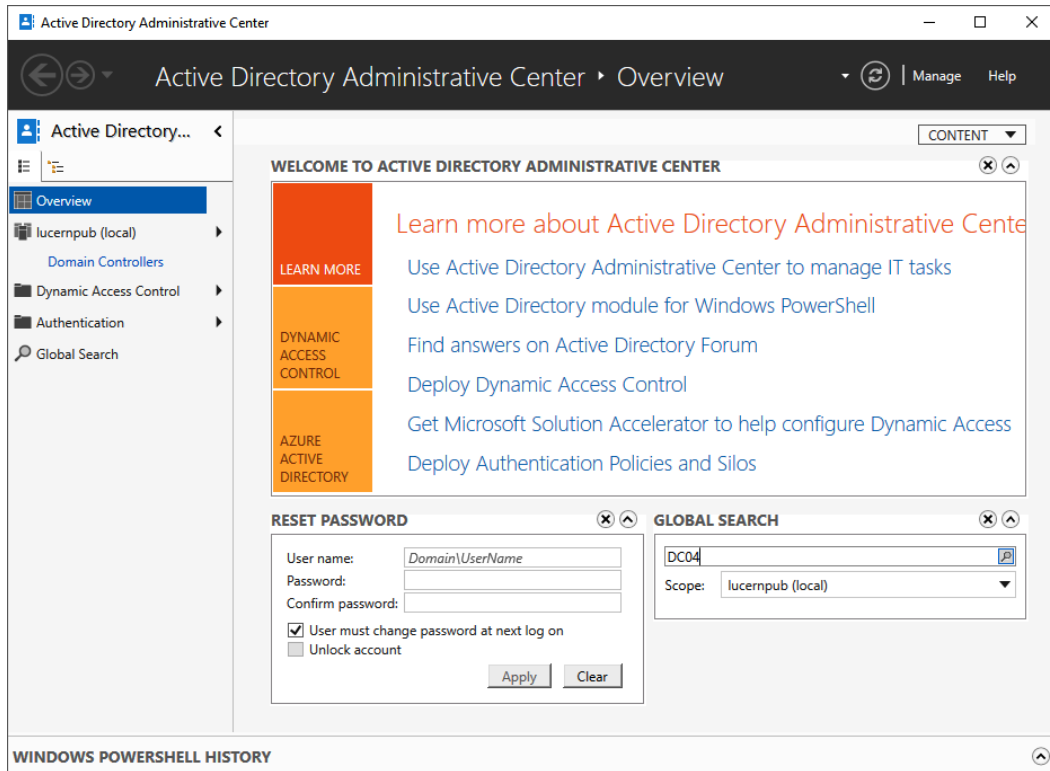 Active Directory Administrative Center
Active Directory Administrative Center • Overview
Manage
Help
Active Directory...
Overview
lucernpub (local)
Domain Controllers
Dynamic Access Control
Authentication
Global Search
CONTENT
WELCOME TO ACTIVE DIRECTORY ADMINISTRATIVE CENTER
LEARN MORE
DYNAMIC
ACCESS
CONTROL
AZURE
ACTIVE
DIRECTORY
Learn more about Active Directory Administrative Cente
Use Active Directory Administrative Center to manage IT tasks
Use Active Directory module for Windows PowerShell
Find answers on Active Directory Forum
Deploy Dynamic Access Control
Get Microsoft Solution Accelerator to help configure Dynamic Access
Deploy Authentication Policies and Silos
RESET PASSWORD
User name: Domain\UserName
Password:
Confirm password:
User must change password at next log on
Unlock account
Apply Clear
GLOBAL SEARCH
DC04
Scope: lucernpub (local)
WINDOWS POWERSHELL HISTORY